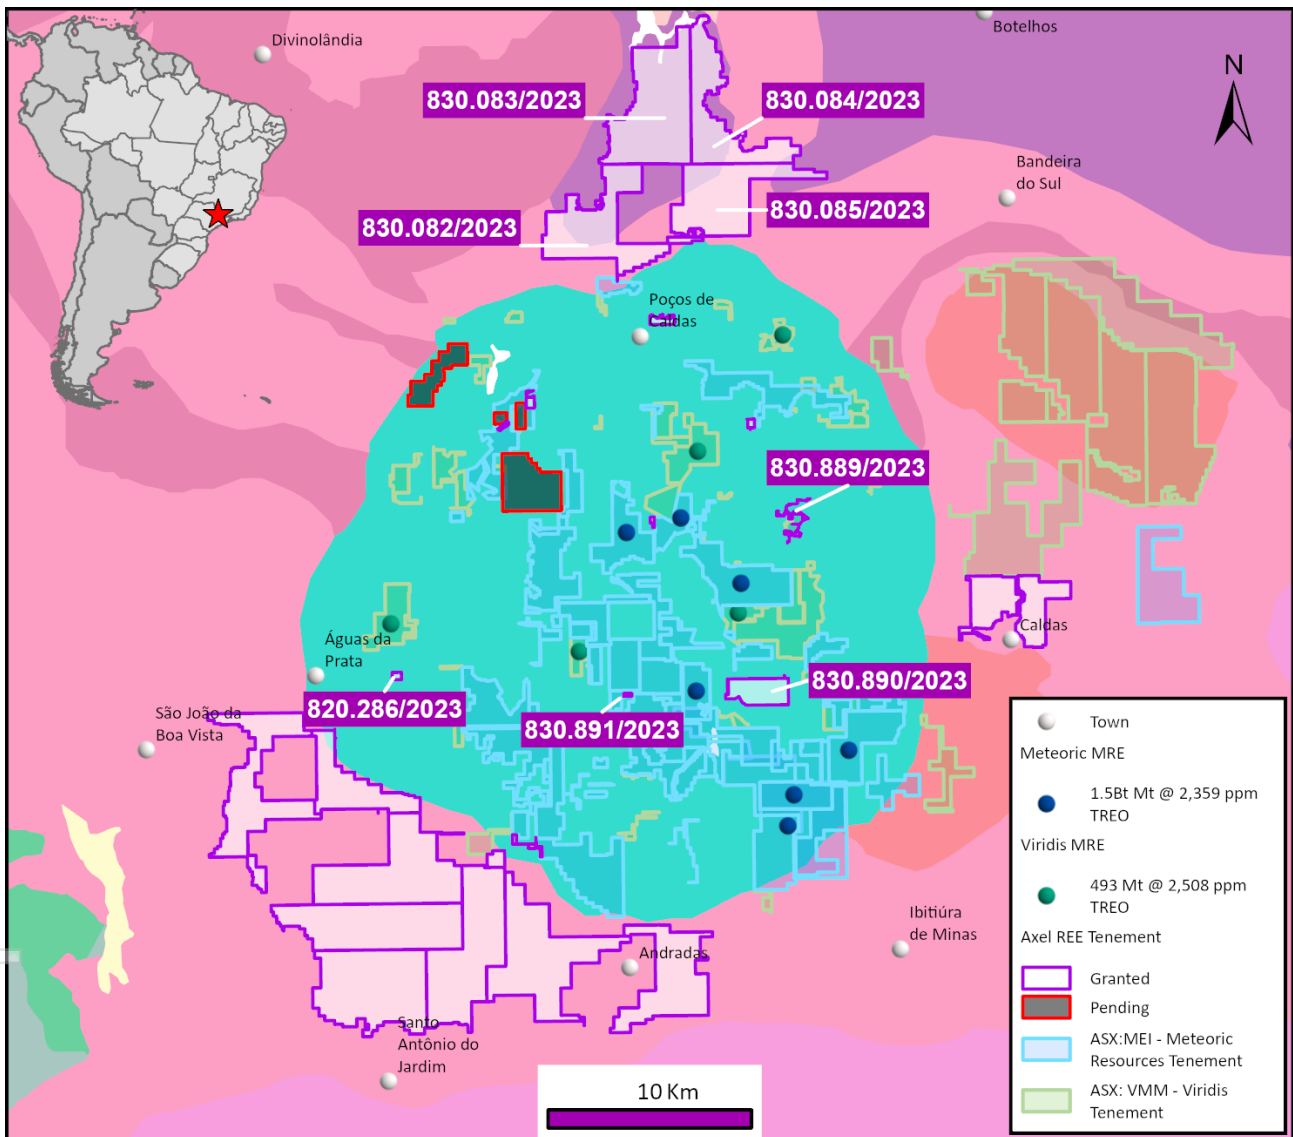 Divinolândia
Botelhos
N
830.083/2023
830.084/2023
Bandeira
do Sul
830.085/2023
830.082/2023
Poços de
Caldas
830.889/2023
Caldas
Águas da
Prata
830.890/2023
820.286/2023
830.891/2023
São João da
Boa Vista
Ibitiúra
de Minas
Andradas
Santo
Antônio do
Jardim
10 Km
Town
Meteoric MRE
1.5Bt Mt @ 2,359 ppm
TREO
Viridis MRE
493 Mt @ 2,508 ppm
TREO
Axel REE Tenement
Granted
Pending
ASX:MEI - Meteoric
Resources Tenement
ASX: VMM - Viridis
Tenement